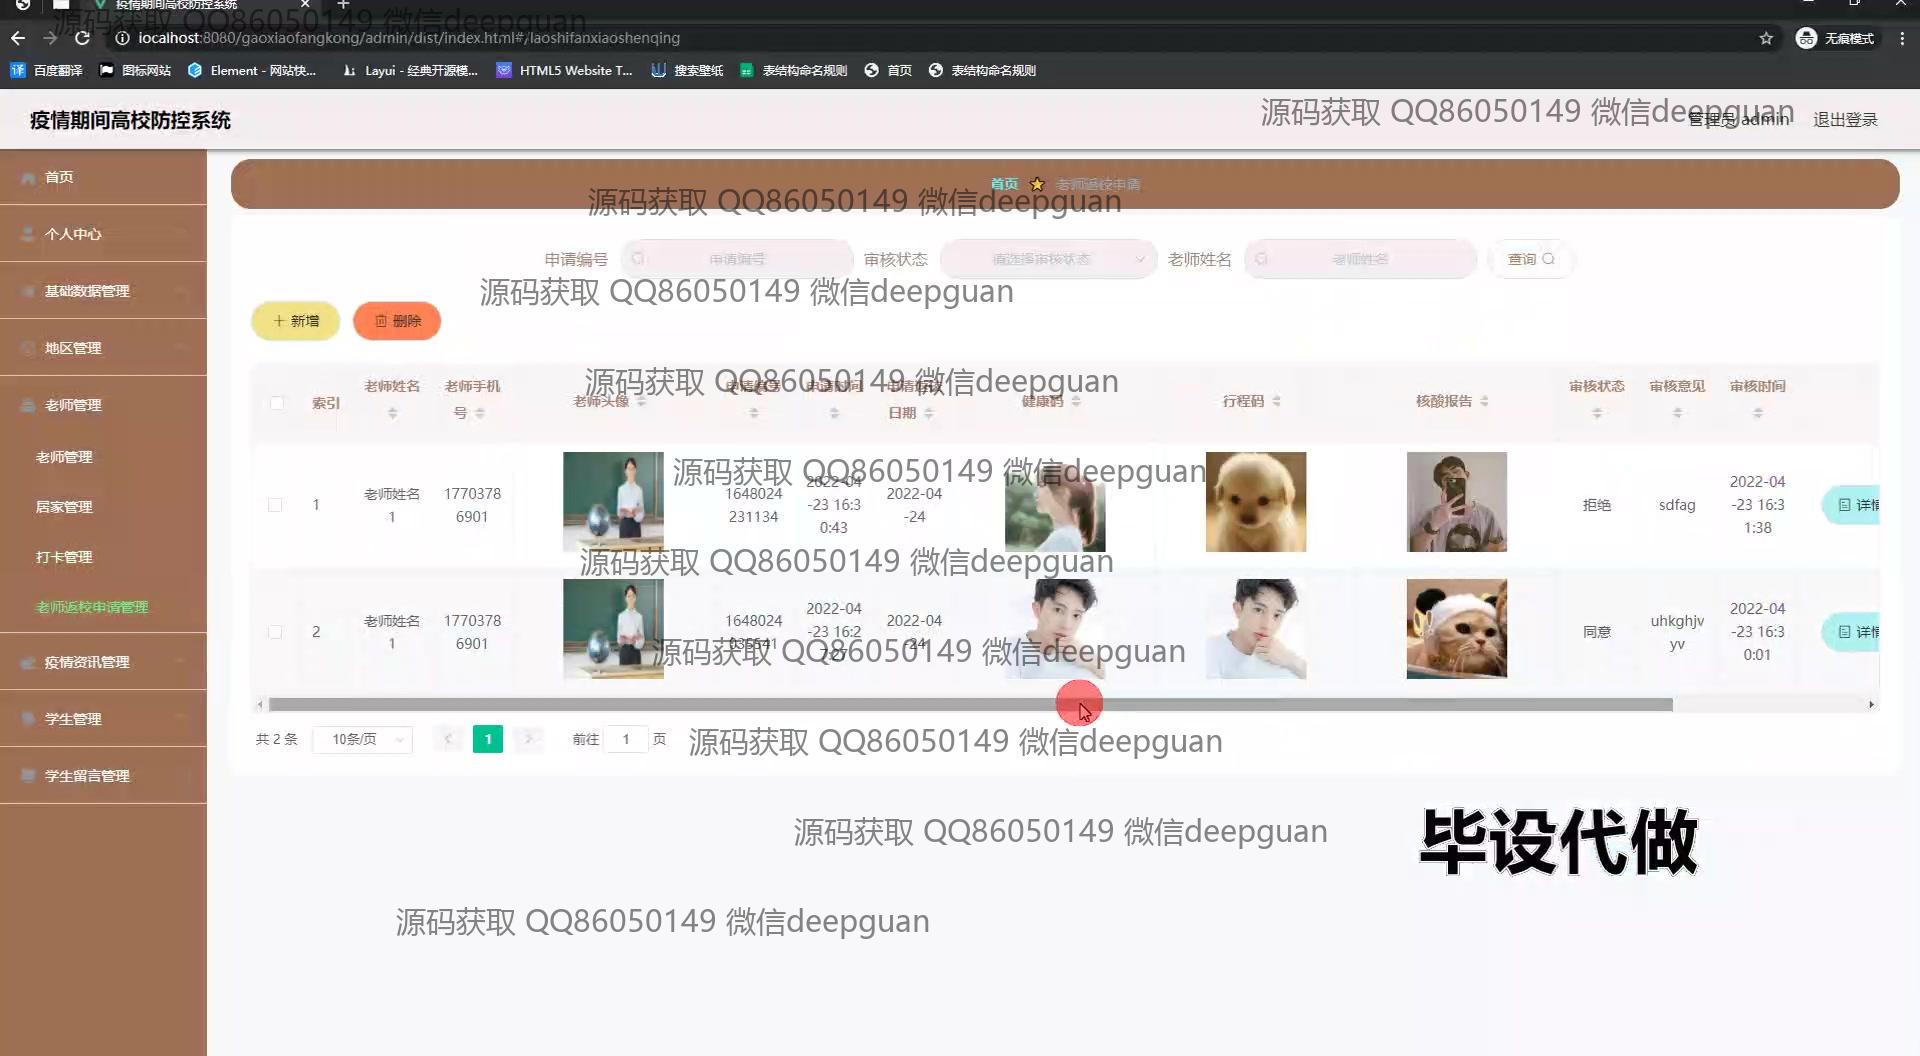 疫情期间高校防控系统
源码获取 QQ86050149 微信deepguan
localhost:8080/gaoxiaofangkong/admin/dist/index.html#/laoshifanxiaoshenqing
无痕模式
百度翻译 图标网站 Element - 网站快... Layui - 经典开源模... HTML5 Website T... 搜索壁纸 表结构命名规则 首页 表结构命名规则
疫情期间高校防控系统
源码获取 QQ86050149 微信deepguan
管理员 admin 退出登录
首页
个人中心
基础数据管理
地区管理
老师管理
老师管理
居家管理
打卡管理
老师返校申请管理
疫情资讯管理
学生管理
学生留言管理
首页 老师返校申请
源码获取 QQ86050149 微信deepguan
申请编号 申请编号 审核状态 请选择审核状态 老师姓名 老师姓名 查询
源码获取 QQ86050149 微信deepguan
新增 删除
源码获取 QQ86050149 微信deepguan
索引 老师姓名 老师手机号 老师头像 申请编号 申请时间 申请返校日期 健康码 行程码 核酸报告 审核状态 审核意见 审核时间
源码获取 QQ86050149 微信deepguan
1 老师姓名1 17703786901 1648024231134 2022-04-23 16:30:43 2022-04-24 拒绝 sdfag 2022-04-23 16:31:38 详情
源码获取 QQ86050149 微信deepguan
2 老师姓名1 17703786901 2022-04-23 16:2 2022-04-24 同意 uhkghjvyv 2022-04-23 16:30:01 详情
源码获取 QQ86050149 微信deepguan
共 2 条 10条/页 1 前往 1 页
源码获取 QQ86050149 微信deepguan
源码获取 QQ86050149 微信deepguan
毕设代做
源码获取 QQ86050149 微信deepguan